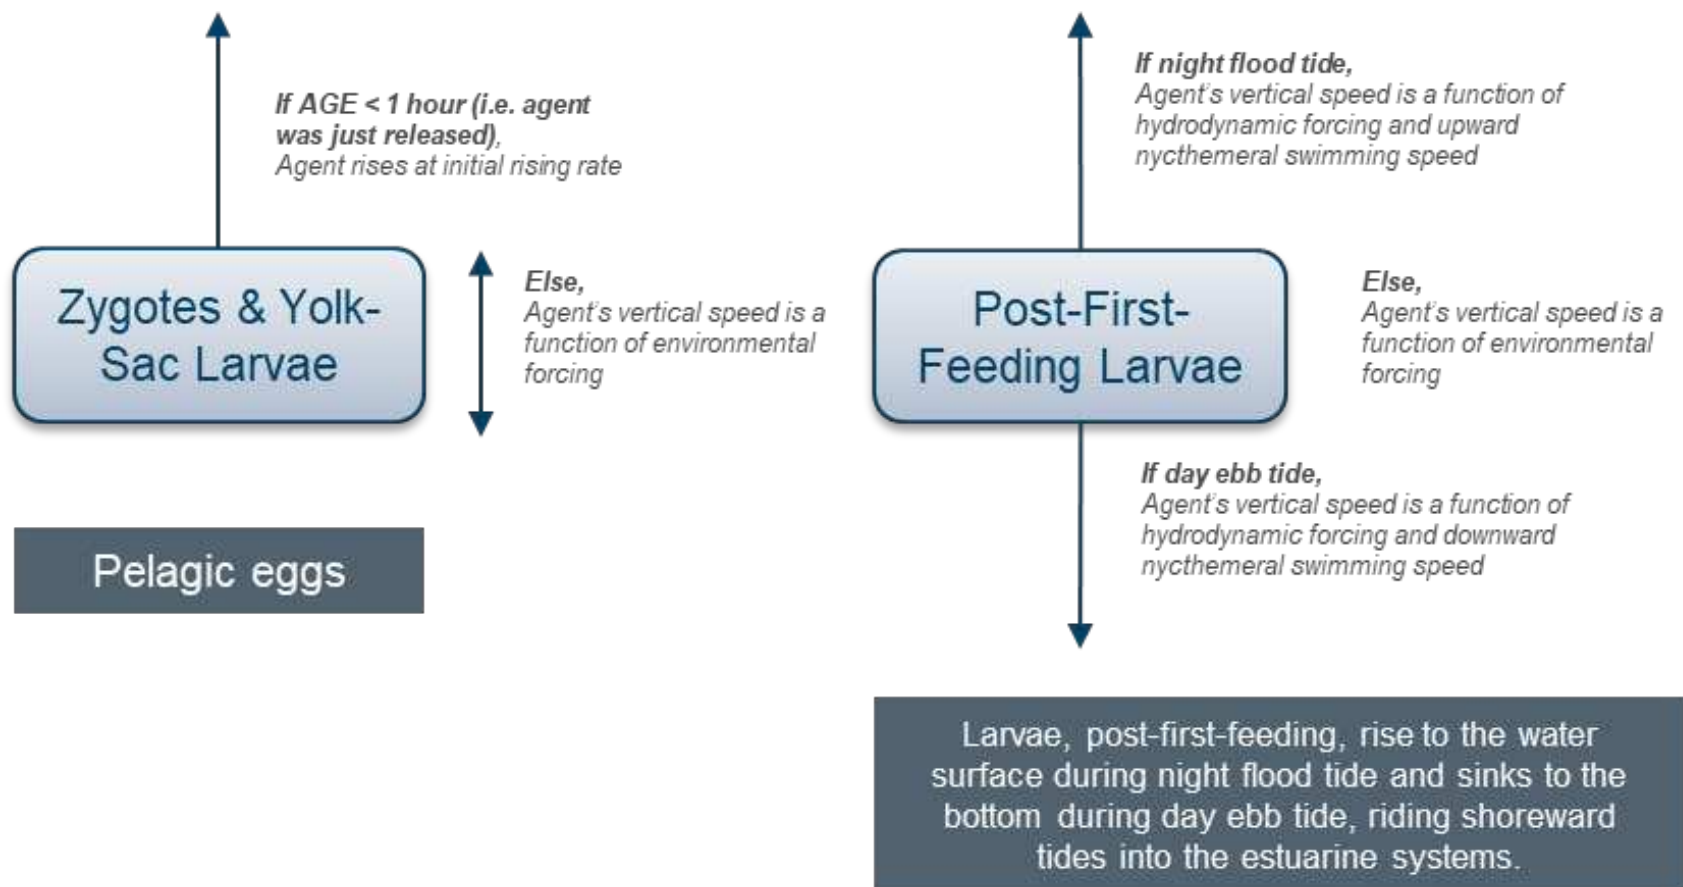 If AGE < 1 hour (i.e. agent
was just released),
Agent rises at initial rising rate
Zygotes & Yolk-
Sac Larvae
Else,
Agent's vertical speed is a
function of environmental
forcing
Pelagic eggs
If night flood tide,
Agent's vertical speed is a function of
hydrodynamic forcing and upward
nycthemeral swimming speed
Post-First-
Feeding Larvae
Else,
Agent's vertical speed is a
function of environmental
forcing
If day ebb tide,
Agent's vertical speed is a function of
hydrodynamic forcing and downward
nycthemeral swimming speed
Larvae, post-first-feeding, rise to the water
surface during night flood tide and sinks to the
bottom during day ebb tide, riding shoreward
tides into the estuarine systems.